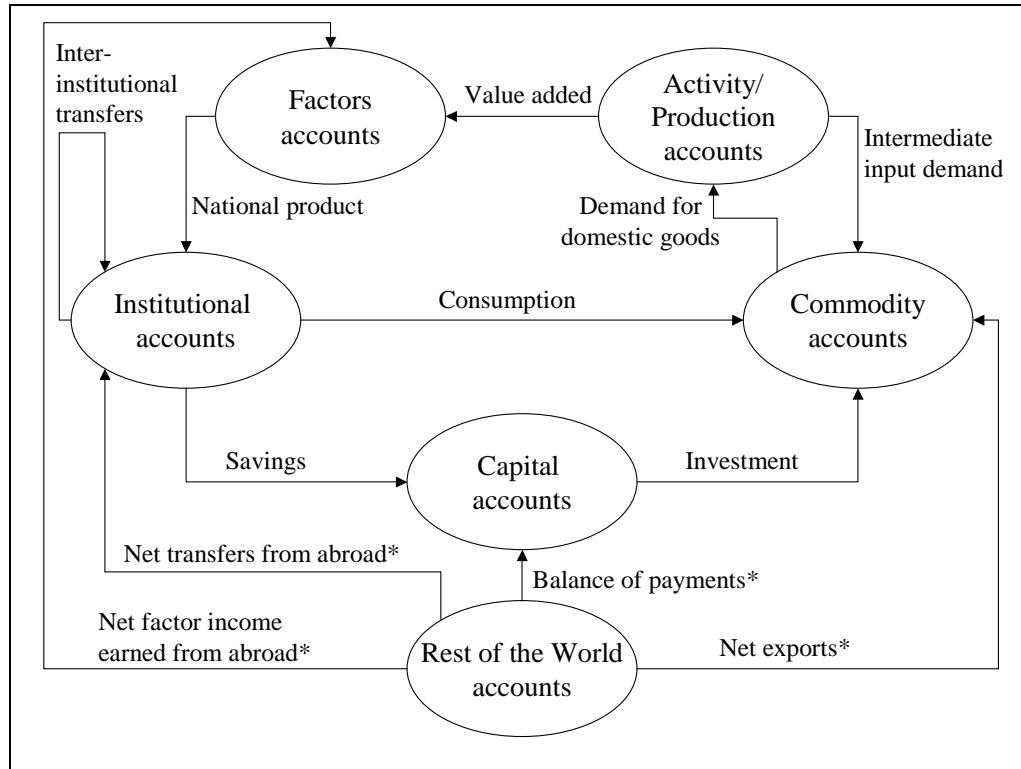 Inter-
institutional
transfers
Factors
accounts
Value added
Activity/
Production
accounts
Intermediate
input demand
National product
Demand for
domestic goods
Institutional
accounts
Consumption
Commodity
accounts
Savings
Capital
accounts
Investment
Net transfers from abroad*
Balance of payments*
Net factor income
earned from abroad*
Rest of the World
accounts
Net exports*